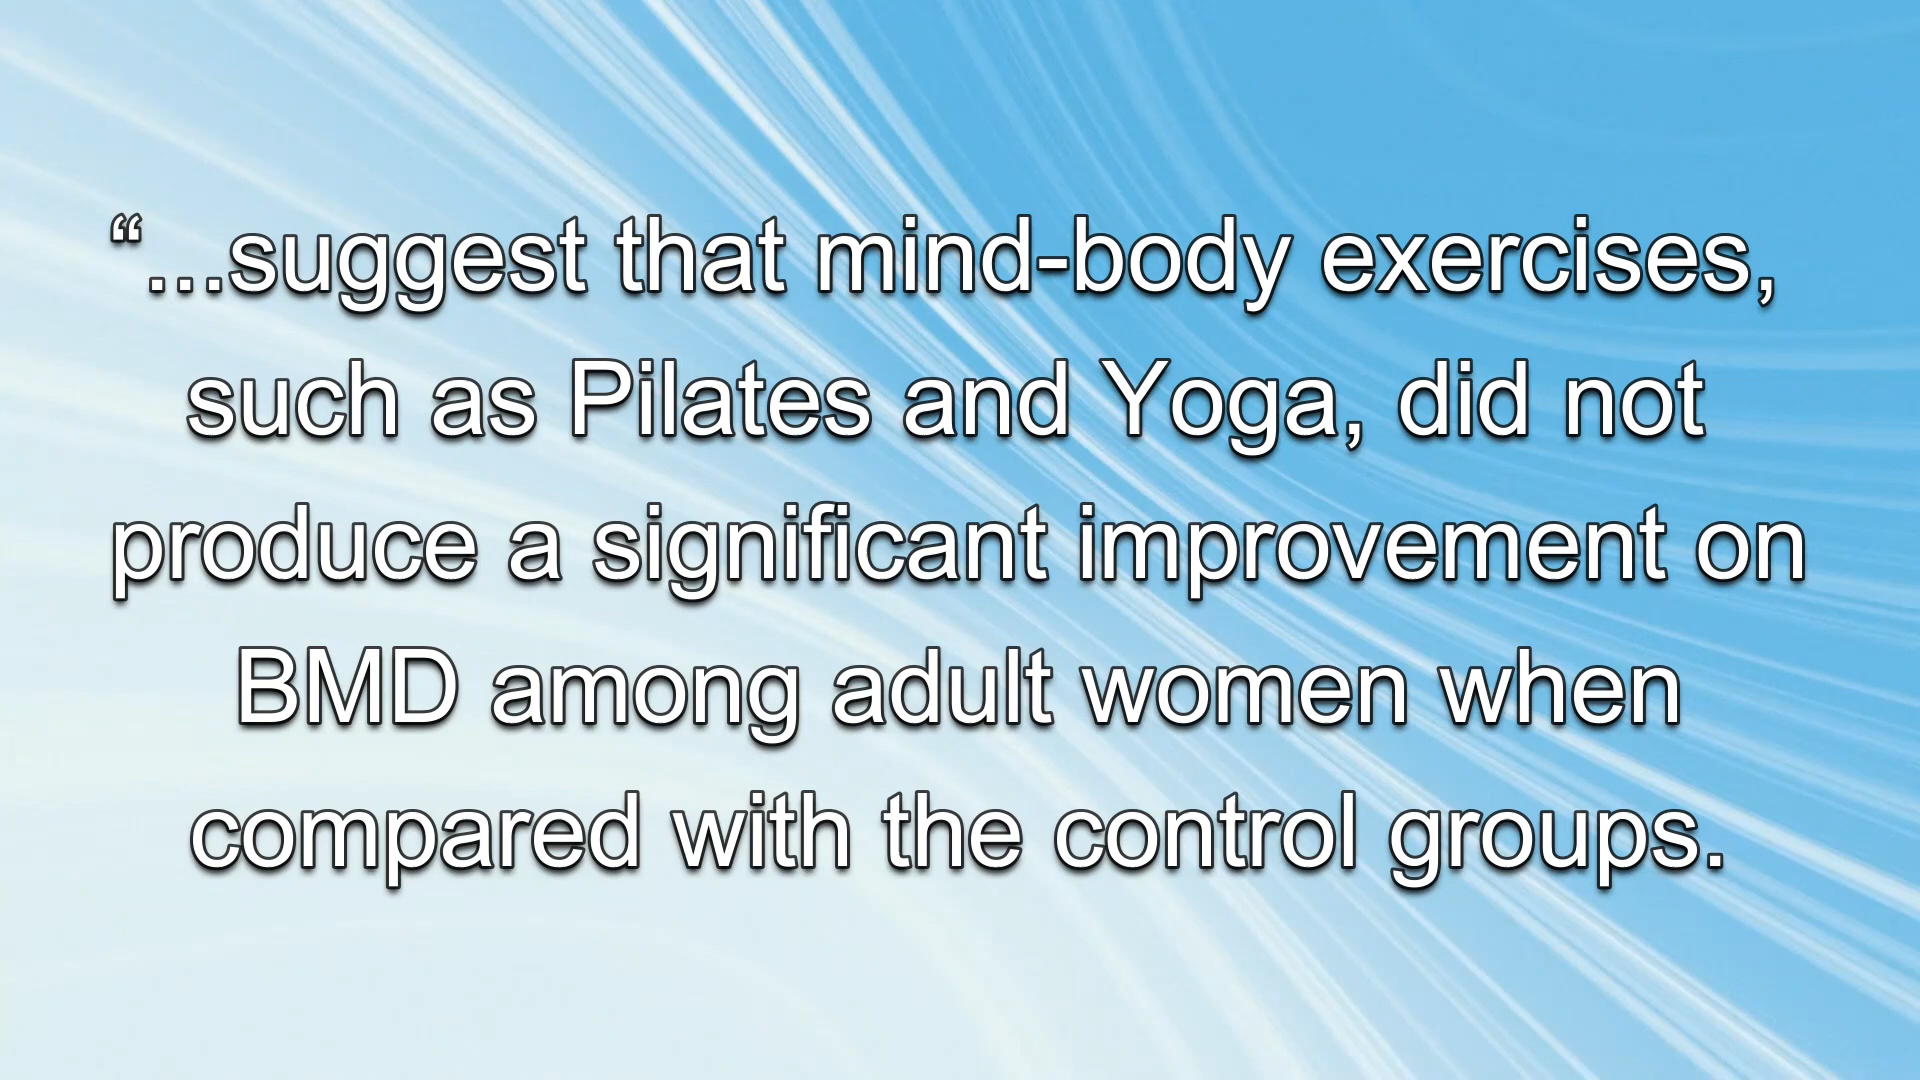 “...suggest that mind-body exercises,
such as Pilates and Yoga, did not
produce a significant improvement on
BMD among adult women when
compared with the control groups.